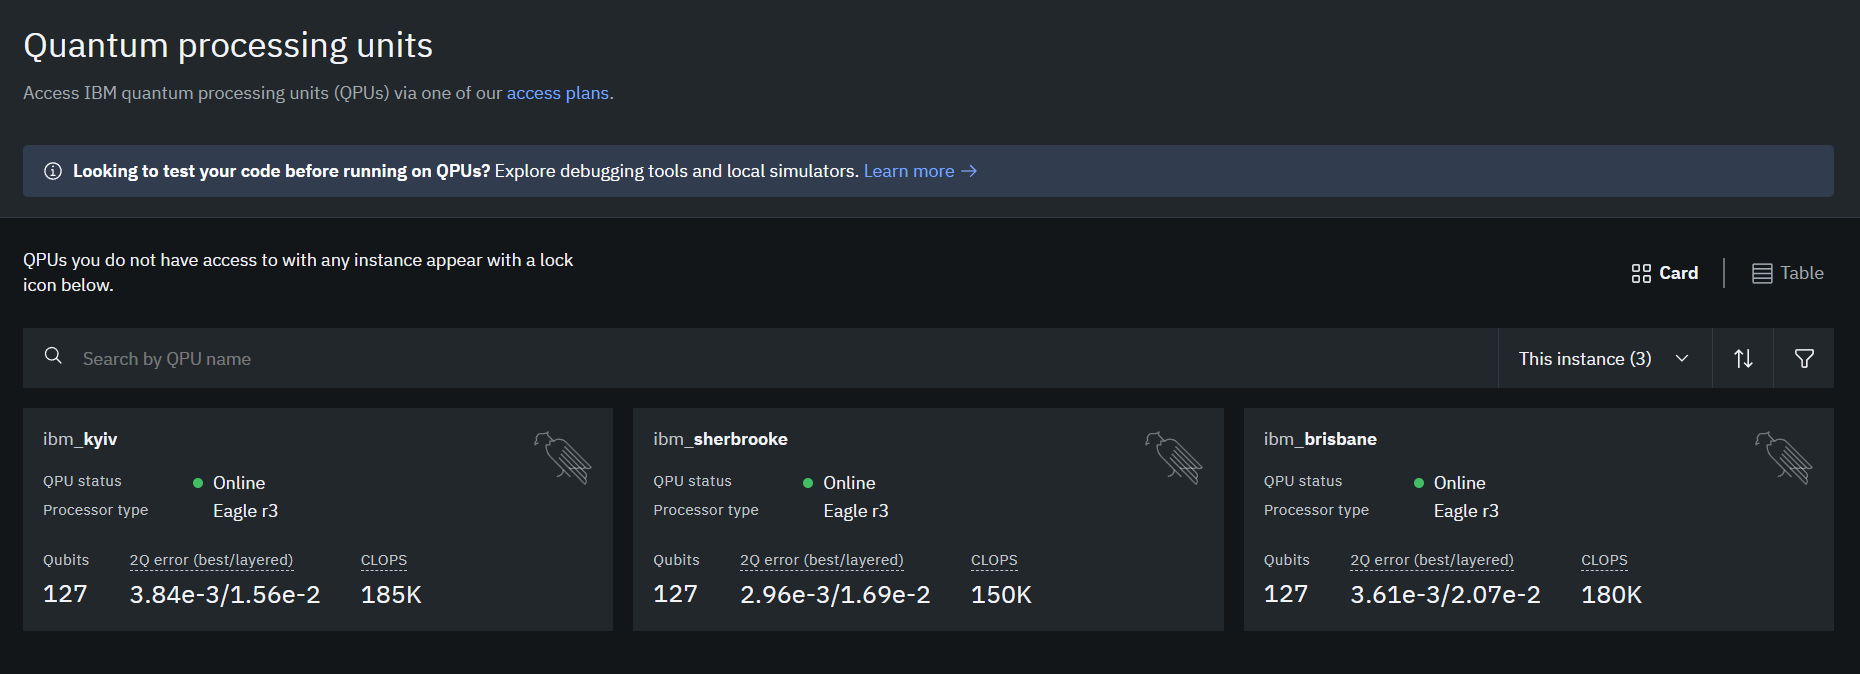 Quantum processing units
Access IBM quantum processing units (QPUs) via one of our access plans.
Looking to test your code before running on QPUs? Explore debugging tools and local simulators. Learn more →
QPUs you do not have access to with any instance appear with a lock
icon below.
Card
Table
Search by QPU name
This instance (3)
ibm_kyiv
QPU status
Online
Processor type
Eagle r3
Qubits
2Q error (best/layered)
CLOPS
127
3.84e-3/1.56e-2
185K
ibm_sherbrooke
QPU status
Online
Processor type
Eagle r3
Qubits
2Q error (best/layered)
CLOPS
127
2.96e-3/1.69e-2
150K
ibm_brisbane
QPU status
Online
Processor type
Eagle r3
Qubits
2Q error (best/layered)
CLOPS
127
3.61e-3/2.07e-2
180K